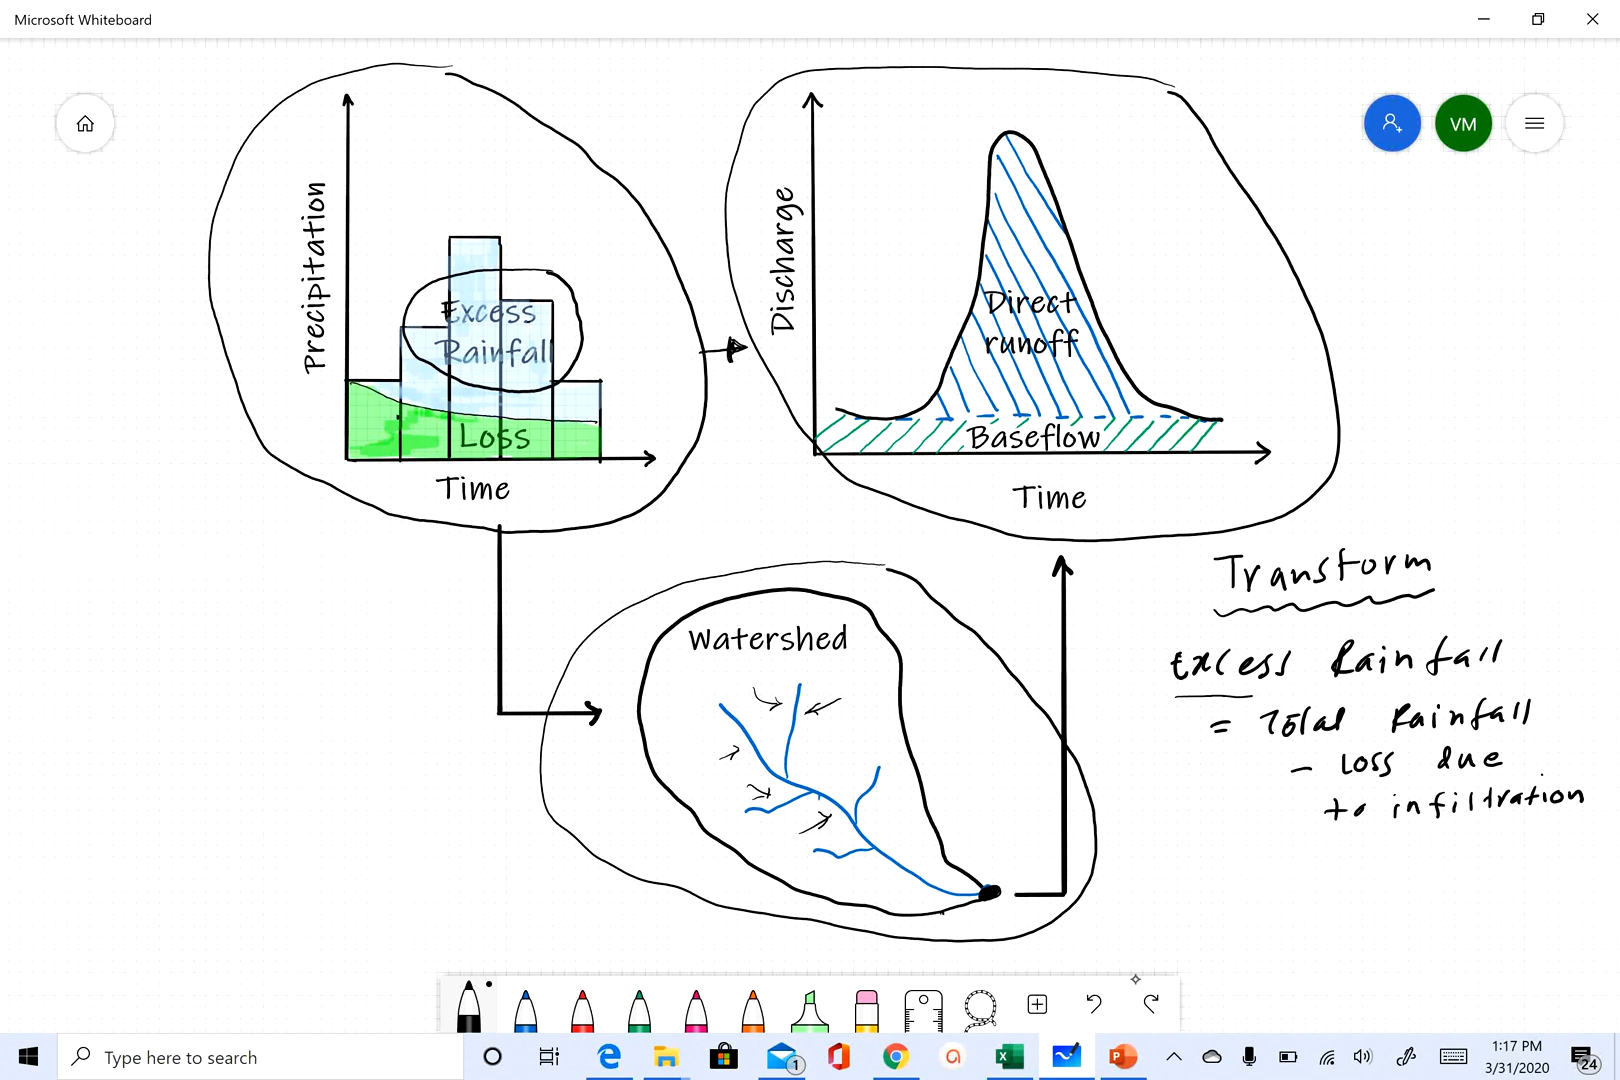 Microsoft Whiteboard
VM
Precipitation
Excess
Rainfall
Loss
Time
Discharge
Direct
runoff
Baseflow
Time
Watershed
Transform
Excess Rainfall
= Total Rainfall
- Loss due
to infiltration
Type here to search
1
1:17 PM
3/31/2020
24